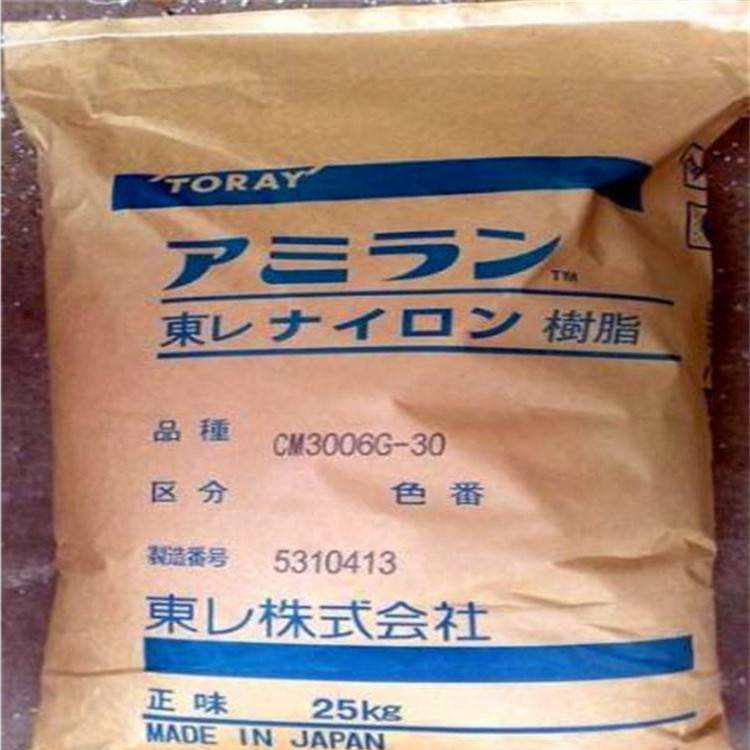 TORAY
アミラン™
東レ ナイロン 樹脂
品種 CM3006G-30
区分 色番
製造番号 5310413
東レ株式会社
正味 25kg
MADE IN JAPAN